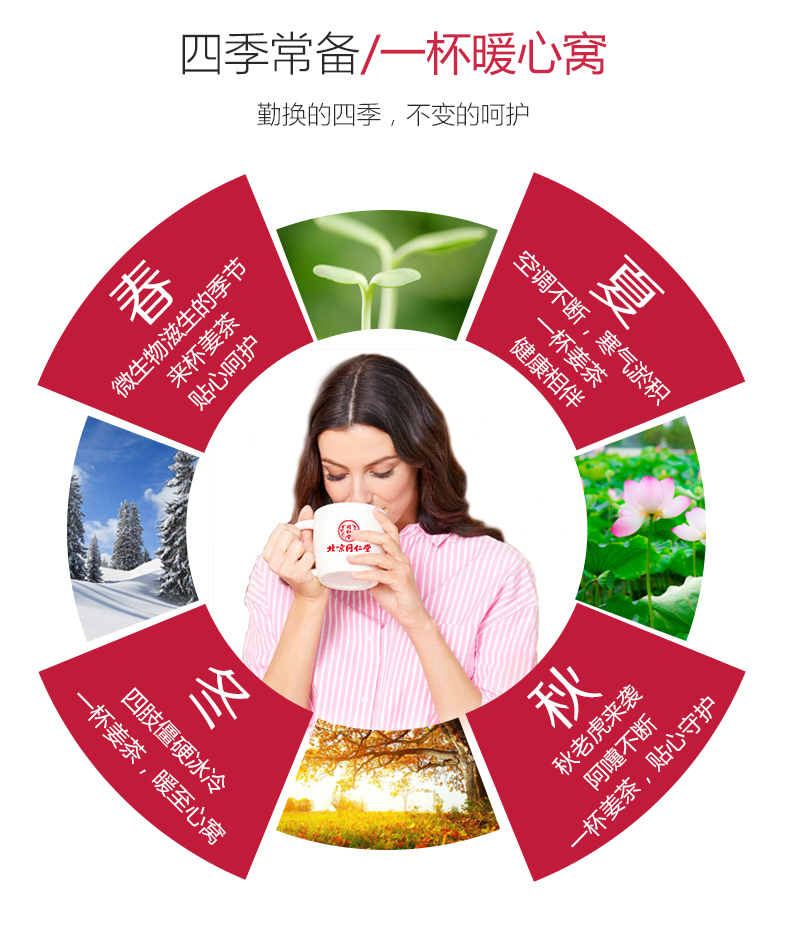 四季常备/一杯暖心窝
勤换的四季，不变的呵护
春
微生物滋生的季节
来杯姜茶
贴心呵护
夏
空调不断，寒气淤积
一杯姜茶
健康相伴
北京同仁堂
冬
四肢僵硬冰冷
一杯姜茶，暖至心窝
秋
秋老虎来袭
阿嚏不断
一杯姜茶，贴心守护